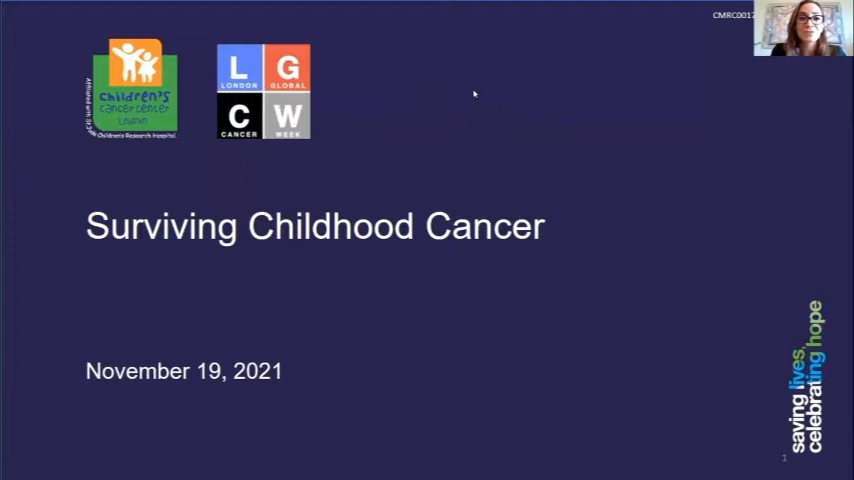 CMRC0017
children's
cancer center
Lebanon
Children's Research Hospital.
L
LONDON
G
GLOBAL
C
CANCER
W
WEEK
Surviving Childhood Cancer
November 19, 2021
saving lives.
celebrating hope
1